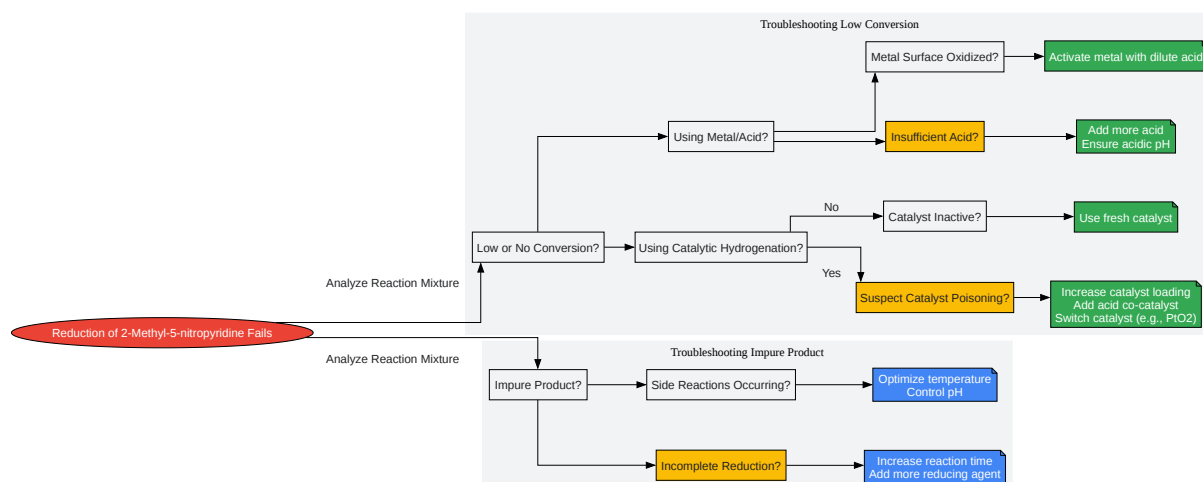 Troubleshooting Low Conversion
Metal Surface Oxidized?
Activate metal with dilute acid
Using Metal/Acid?
Insufficient Acid?
Add more acid
Ensure acidic pH
No
Catalyst Inactive?
Use fresh catalyst
Low or No Conversion?
Using Catalytic Hydrogenation?
Yes
Analyze Reaction Mixture
Suspect Catalyst Poisoning?
Increase catalyst loading
Add acid co-catalyst
Switch catalyst (e.g., PtO2)
Reduction of 2-Methyl-5-nitropyridine Fails
Analyze Reaction Mixture
Troubleshooting Impure Product
Impure Product?
Side Reactions Occurring?
Optimize temperature
Control pH
Incomplete Reduction?
Increase reaction time
Add more reducing agent